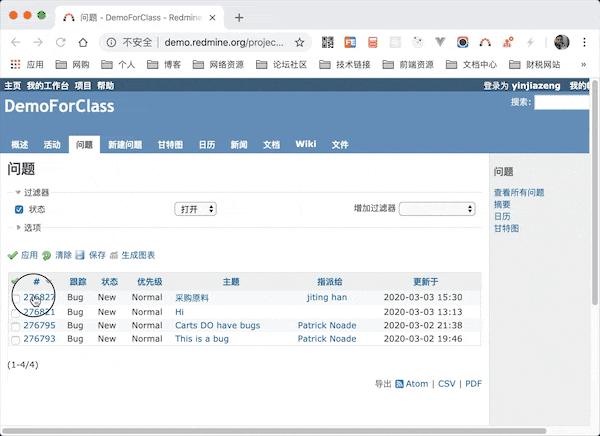 问题 - DemoForClass - Redmine
不安全 | demo.redmine.org/projec...
应用 网购 个人 博客 网络资源 论坛社区 技术链接 前端资源 文档中心 财税网站 »
主页 我的工作台 项目 帮助 登录为 yinjiazeng
DemoForClass 搜索:
概述 活动 问题 新建问题 甘特图 日历 新闻 文档 Wiki 文件
问题
过滤器
状态 打开 增加过滤器
选项
应用 清除 保存 生成图表
# 跟踪 状态 优先级 主题 指派给 更新于
276827 Bug New Normal 采购原料 jiting han 2020-03-03 15:30
276821 Bug New Normal Hi 2020-03-03 13:13
276795 Bug New Normal Carts DO have bugs Patrick Noade 2020-03-02 21:38
276793 Bug New Normal This is a bug Patrick Noade 2020-03-02 19:46
(1-4/4)
导出 Atom | CSV | PDF
问题
查看所有问题
摘要
日历
甘特图